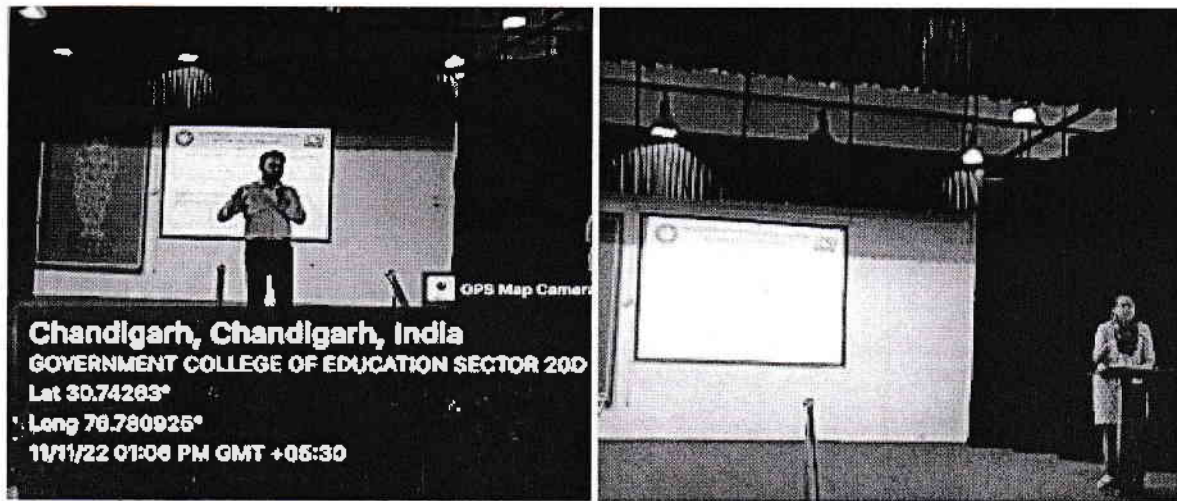 GPS Map Camera
Chandigarh, Chandigarh, India
GOVERNMENT COLLEGE OF EDUCATION SECTOR 20D
Lat 30.74263°
Long 76.780925°
11/11/22 01:06 PM GMT +05:30